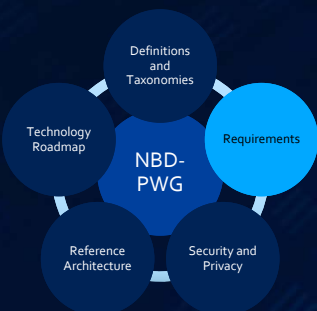 Definitions
and
Taxonomies
Technology
Roadmap
Requirements
NBD-
PWG
Reference
Architecture
Security and
Privacy